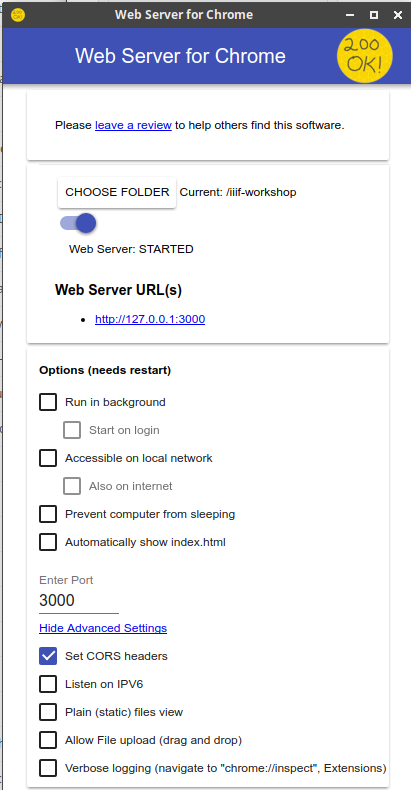 Web Server for Chrome
Web Server for Chrome
200
OK!
Please leave a review to help others find this software.
CHOOSE FOLDER Current: /iiif-workshop
Web Server: STARTED
Web Server URL(s)
http://127.0.0.1:3000
Options (needs restart)
Run in background
Start on login
Accessible on local network
Also on internet
Prevent computer from sleeping
Automatically show index.html
Enter Port
3000
Hide Advanced Settings
Set CORS headers
Listen on IPV6
Plain (static) files view
Allow File upload (drag and drop)
Verbose logging (navigate to "chrome://inspect", Extensions)